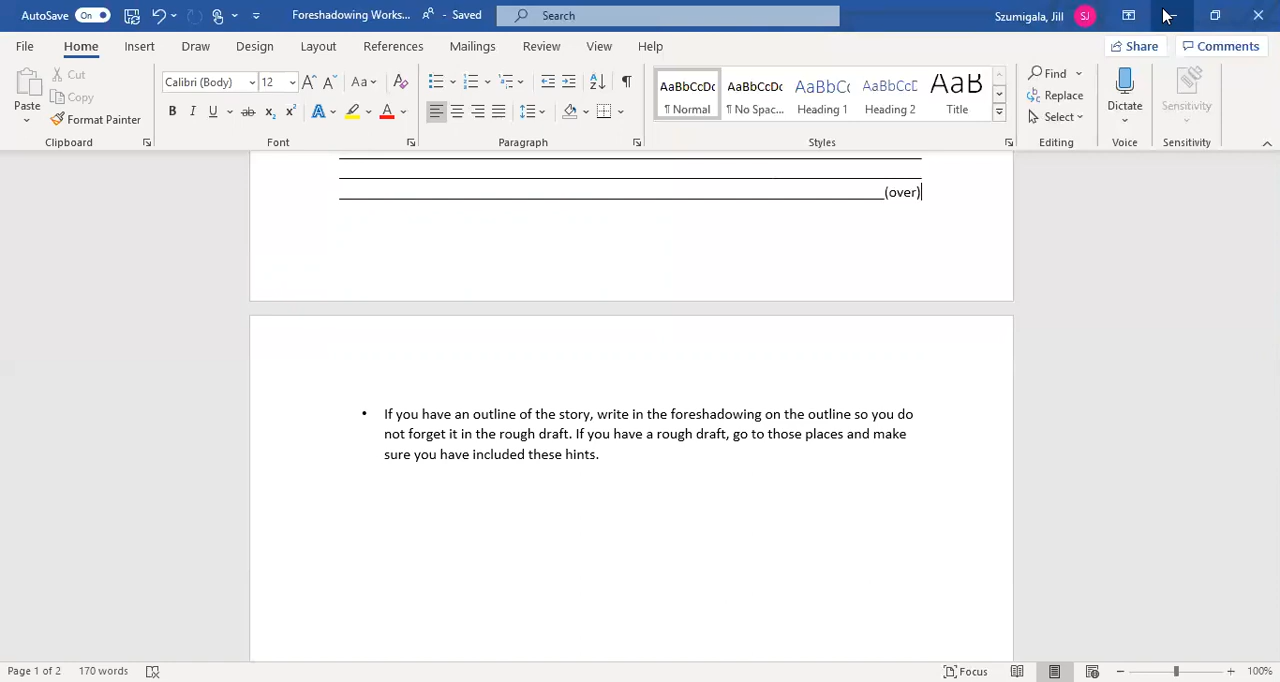 AutoSave On Foreshadowing Works... - Saved Search Szumigala, Jill SJ
File Home Insert Draw Design Layout References Mailings Review View Help Share Comments
Paste Cut Copy Format Painter
Calibri (Body) 12 Aa
B I U ab x₂ x² A A
AaBbCcDc AaBbCcDc AaBbCc AaBbCcD AaB
¶ Normal ¶ No Spac... Heading 1 Heading 2 Title
Find Replace Select
Dictate Sensitivity
Clipboard Font Paragraph Styles Editing Voice Sensitivity
(over)
• If you have an outline of the story, write in the foreshadowing on the outline so you do
not forget it in the rough draft. If you have a rough draft, go to those places and make
sure you have included these hints.
Page 1 of 2 170 words Focus 100%